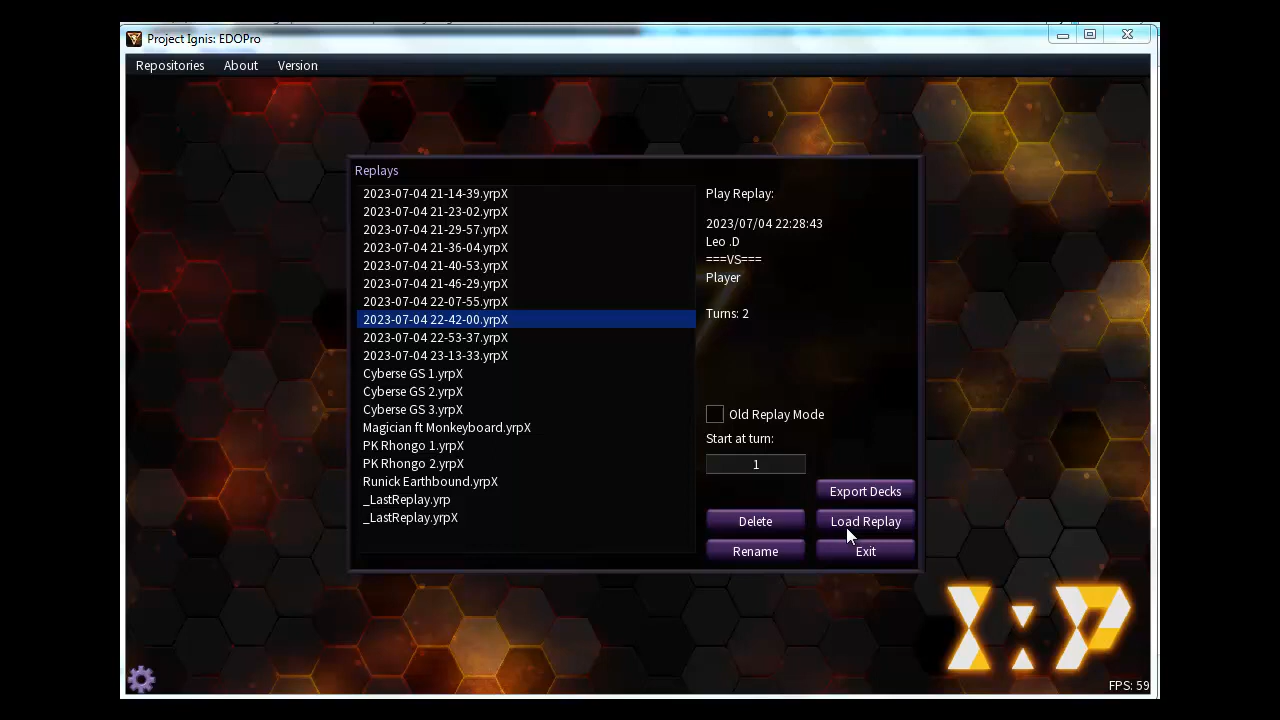 Project Ignis: EDOPro
Repositories About Version
Replays
2023-07-04 21-14-39.yrpX
2023-07-04 21-23-02.yrpX
2023-07-04 21-29-57.yrpX
2023-07-04 21-36-04.yrpX
2023-07-04 21-40-53.yrpX
2023-07-04 21-46-29.yrpX
2023-07-04 22-07-55.yrpX
2023-07-04 22-42-00.yrpX
2023-07-04 22-53-37.yrpX
2023-07-04 23-13-33.yrpX
Cyberse GS 1.yrpX
Cyberse GS 2.yrpX
Cyberse GS 3.yrpX
Magician ft Monkeyboard.yrpX
PK Rhongo 1.yrpX
PK Rhongo 2.yrpX
Runick Earthbound.yrpX
_LastReplay.yrp
_LastReplay.yrpX
Play Replay:
2023/07/04 22:28:43
Leo .D
===VS===
Player
Turns: 2
Old Replay Mode
Start at turn:
1
Export Decks
Delete Load Replay
Rename Exit
I:P
FPS: 59